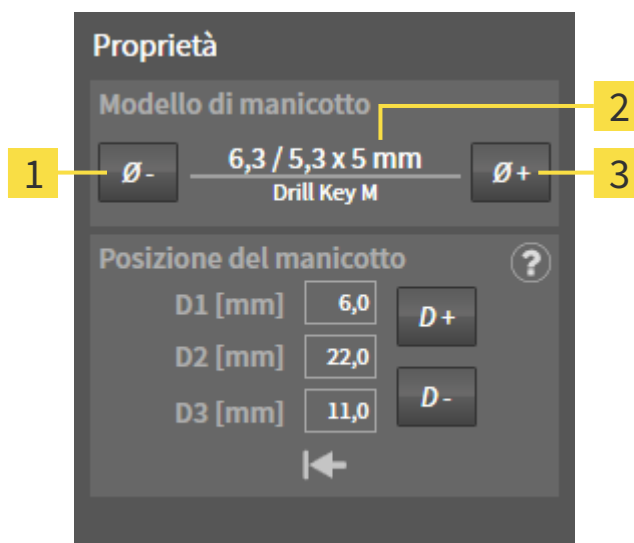 Proprietà
Modello di manicotto
2
1
Ø -
6,3 / 5,3 x 5 mm
Ø +
3
Drill Key M
Posizione del manicotto
?
D1 [mm]
6,0
D +
D2 [mm]
22,0
D3 [mm]
11,0
D -